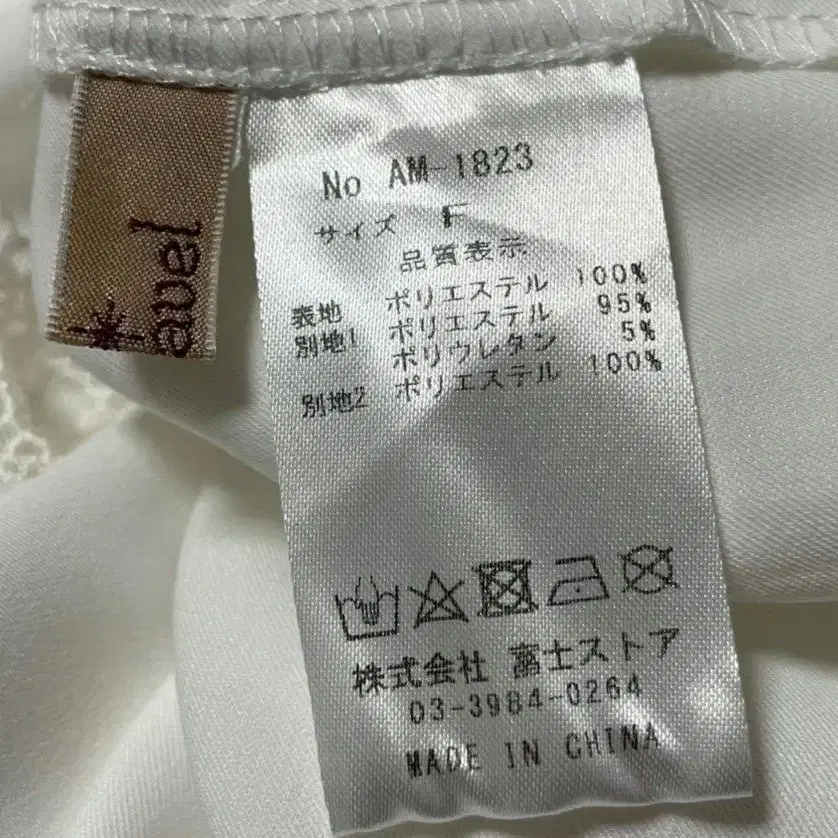 No AM-1823
サイズ F
品質表示
表地 ポリエステル 100%
別地1 ポリエステル 95%
ポリウレタン 5%
別地2 ポリエステル 100%
株式会社 富士ストア
03-3984-0264
MADE IN CHINA